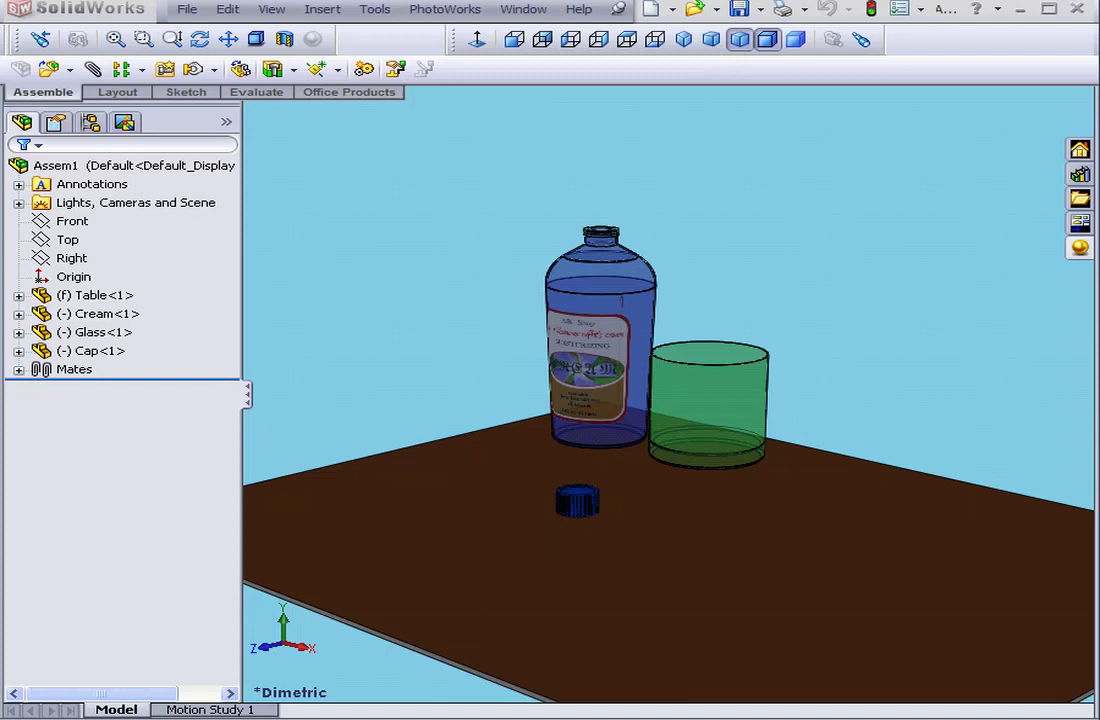 SolidWorks File Edit View Insert Tools PhotoWorks Window Help A... ?
Assemble Layout Sketch Evaluate Office Products
Assem1 (Default<Default_Display
Annotations
Lights, Cameras and Scene
Front
Top
Right
Origin
(f) Table<1>
(-) Cream<1>
(-) Glass<1>
(-) Cap<1>
Mates
MOISTURIZING
CREAM
Y
Z X
*Dimetric
Model Motion Study 1